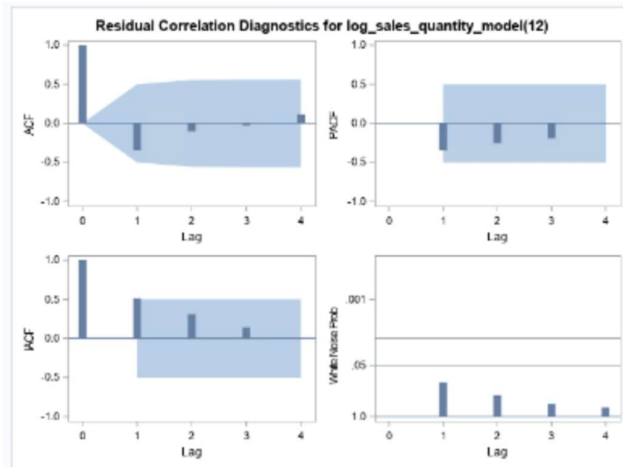 Residual Correlation Diagnostics for log_sales_quantity_model(12)
ACF
1.0
0.5
0.0
-0.5
-1.0
0 1 2 3 4
Lag
PACF
1.0
0.5
0.0
-0.5
-1.0
0 1 2 3 4
Lag
IACF
1.0
0.5
0.0
-0.5
-1.0
0 1 2 3 4
Lag
White Noise Prob
.001
.05
1.0
0 1 2 3 4
Lag